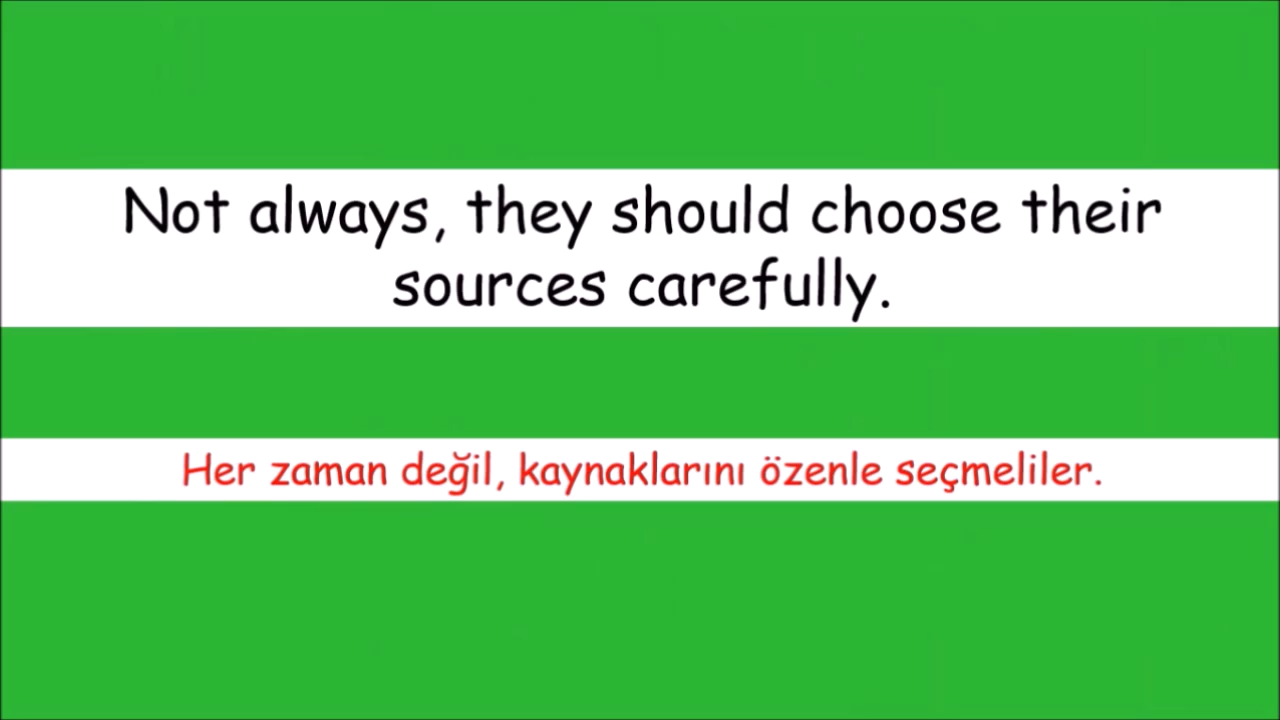 Not always, they should choose their
sources carefully.
Her zaman değil, kaynaklarını özenle seçmeliler.